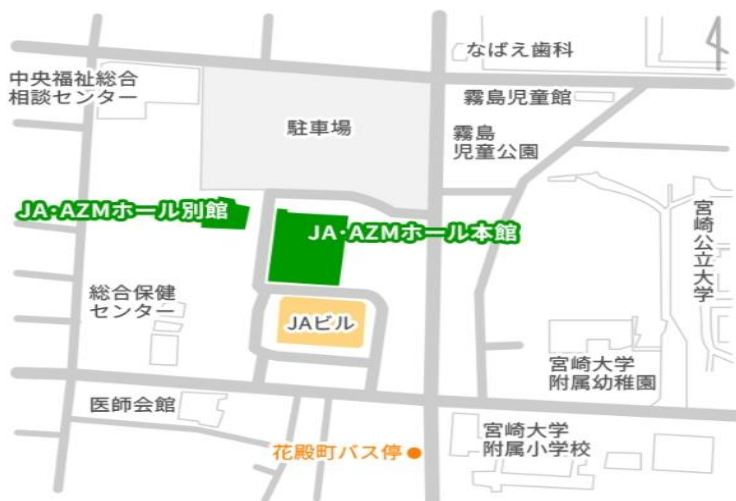 なばえ歯科
中央福祉総合
相談センター
霧島児童館
駐車場
霧島
児童公園
JA・AZMホール別館
JA・AZMホール本館
宮崎公立大学
総合保健
センター
JAビル
宮崎大学
附属幼稚園
医師会館
花殿町バス停
宮崎大学
附属小学校